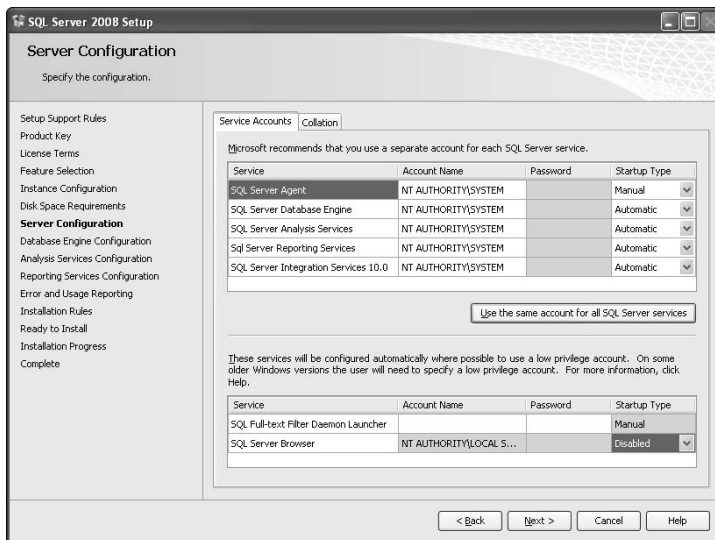 SQL Server 2008 Setup
Server Configuration
Specify the configuration.
Setup Support Rules
Product Key
License Terms
Feature Selection
Instance Configuration
Disk Space Requirements
Server Configuration
Database Engine Configuration
Analysis Services Configuration
Reporting Services Configuration
Error and Usage Reporting
Installation Rules
Ready to Install
Installation Progress
Complete
Service Accounts Collation
Microsoft recommends that you use a separate account for each SQL Server service.
Service Account Name Password Startup Type
SQL Server Agent NT AUTHORITY\SYSTEM Manual
SQL Server Database Engine NT AUTHORITY\SYSTEM Automatic
SQL Server Analysis Services NT AUTHORITY\SYSTEM Automatic
Sql Server Reporting Services NT AUTHORITY\SYSTEM Automatic
SQL Server Integration Services 10.0 NT AUTHORITY\SYSTEM Automatic
Use the same account for all SQL Server services
These services will be configured automatically where possible to use a low privilege account. On some
older Windows versions the user will need to specify a low privilege account. For more information, click
Help.
Service Account Name Password Startup Type
SQL Full-text Filter Daemon Launcher Manual
SQL Server Browser NT AUTHORITY\LOCAL S... Disabled
< Back Next > Cancel Help